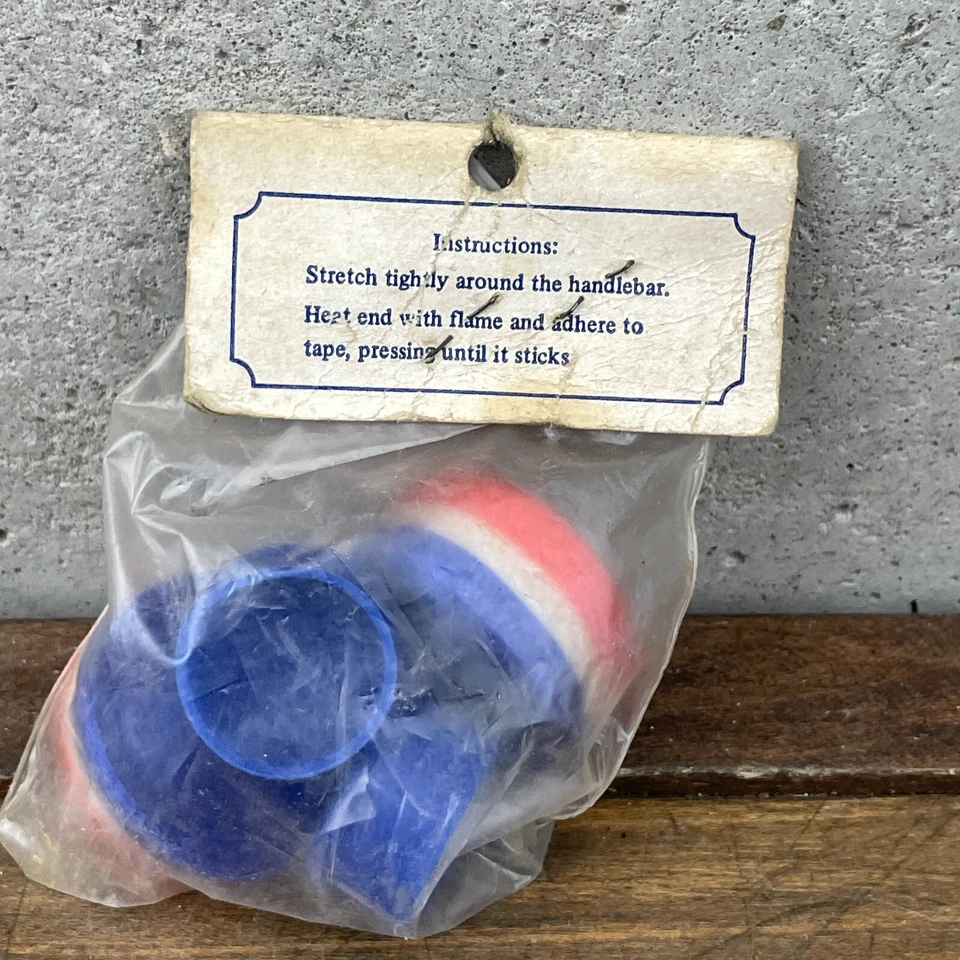 Instructions:
Stretch tightly around the handlebar.
Heat end with flame and adhere to
tape, pressing until it sticks